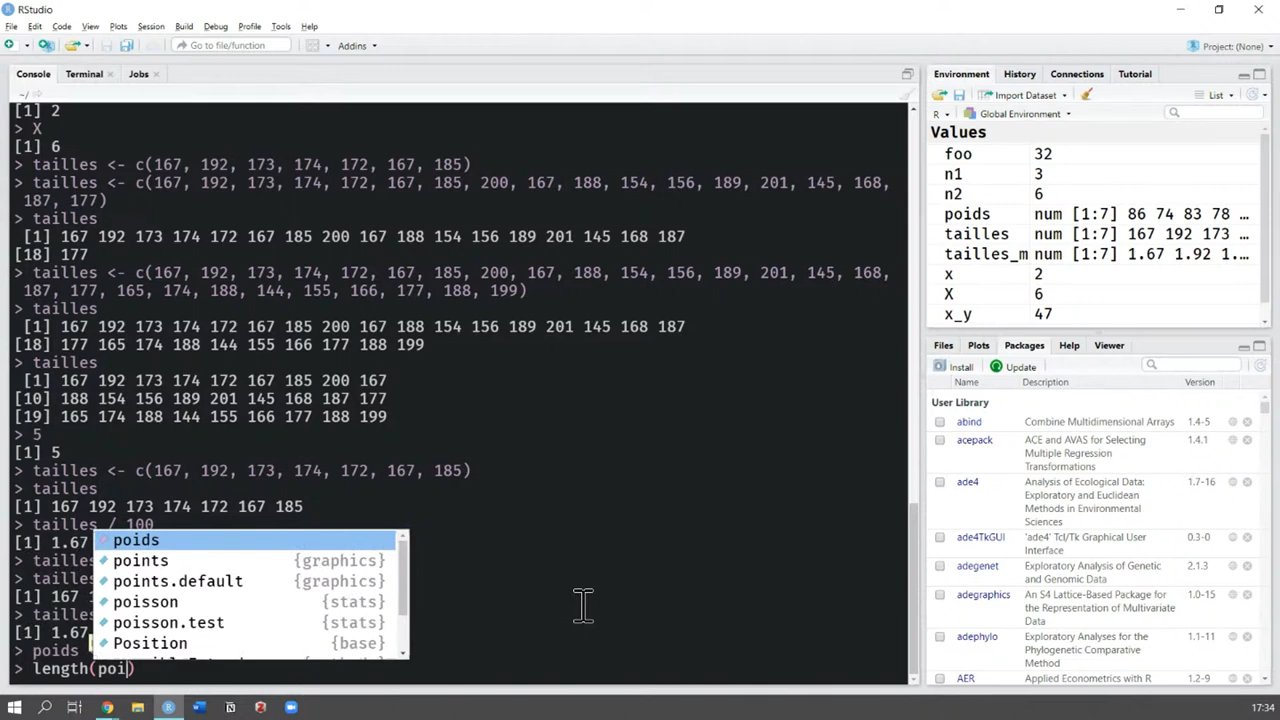 RStudio
File Edit Code View Plots Session Build Debug Profile Tools Help
Go to file/function Addins Project: (None)
Console Terminal Jobs
~/
[1] 2
> X
[1] 6
> tailles <- c(167, 192, 173, 174, 172, 167, 185)
> tailles <- c(167, 192, 173, 174, 172, 167, 185, 200, 167, 188, 154, 156, 189, 201, 145, 168,
187, 177)
> tailles
[1] 167 192 173 174 172 167 185 200 167 188 154 156 189 201 145 168 187
[18] 177
> tailles <- c(167, 192, 173, 174, 172, 167, 185, 200, 167, 188, 154, 156, 189, 201, 145, 168,
187, 177, 165, 174, 188, 144, 155, 166, 177, 188, 199)
> tailles
[1] 167 192 173 174 172 167 185 200 167 188 154 156 189 201 145 168 187
[18] 177 165 174 188 144 155 166 177 188 199
> tailles
[1] 167 192 173 174 172 167 185 200 167
[10] 188 154 156 189 201 145 168 187 177
[19] 165 174 188 144 155 166 177 188 199
> 5
[1] 5
> tailles <- c(167, 192, 173, 174, 172, 167, 185)
> tailles
[1] 167 192 173 174 172 167 185
> tailles / 100
[1] 1.67
> taille
> taille
[1] 167 1
> taille
[1] 1.67
> poids
> length(poi)
poids
points {graphics}
points.default {graphics}
poisson {stats}
poisson.test {stats}
Position {base}
Environment History Connections Tutorial
Import Dataset List
R Global Environment
Values
foo 32
n1 3
n2 6
poids num [1:7] 86 74 83 78 …
tailles num [1:7] 167 192 173 …
tailles_m num [1:7] 1.67 1.92 1.…
x 2
X 6
x_y 47
Files Plots Packages Help Viewer
Install Update
Name Description Version
User Library
abind Combine Multidimensional Arrays 1.4-5
acepack ACE and AVAS for Selecting 1.4.1
Multiple Regression
Transformations
ade4 Analysis of Ecological Data: 1.7-16
Exploratory and Euclidean
Methods in Environmental
Sciences
ade4TkGUI 'ade4' Tcl/Tk Graphical User 0.3-0
Interface
adegenet Exploratory Analysis of Genetic 2.1.3
and Genomic Data
adegraphics An S4 Lattice-Based Package for 1.0-15
the Representation of Multivariate
Data
adephylo Exploratory Analyses for the 1.1-11
Phylogenetic Comparative
Method
AER Applied Econometrics with R 1.2-9
17:34